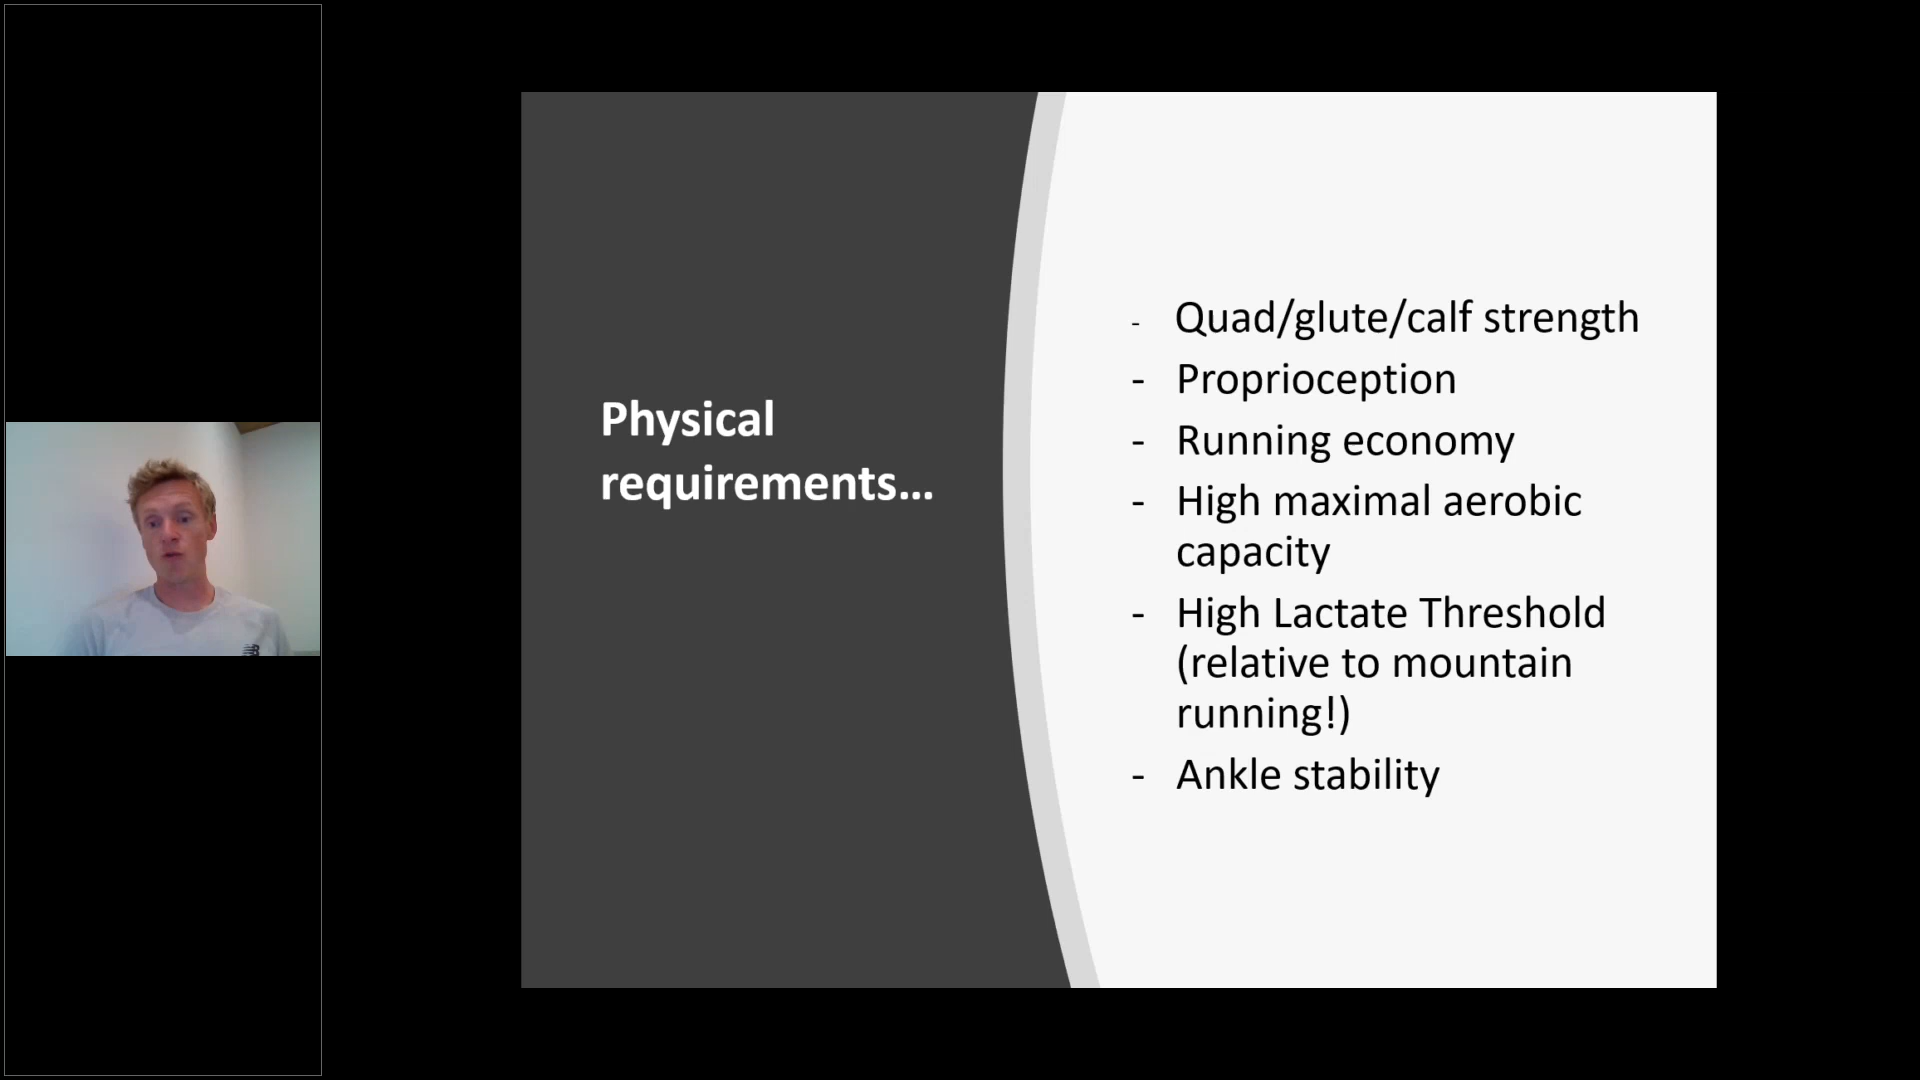 Physical
requirements...
- Quad/glute/calf strength
- Proprioception
- Running economy
- High maximal aerobic
capacity
- High Lactate Threshold
(relative to mountain
running!)
- Ankle stability